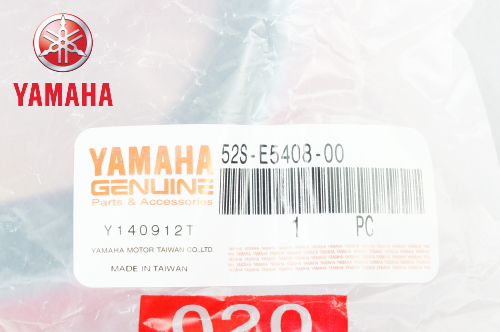 YAMAHA
YAMAHA
GENUINE
Parts & Accessories
52S-E5408-00
1 PC
Y140912T
YAMAHA MOTOR TAIWAN CO.,LTD.
MADE IN TAIWAN
020